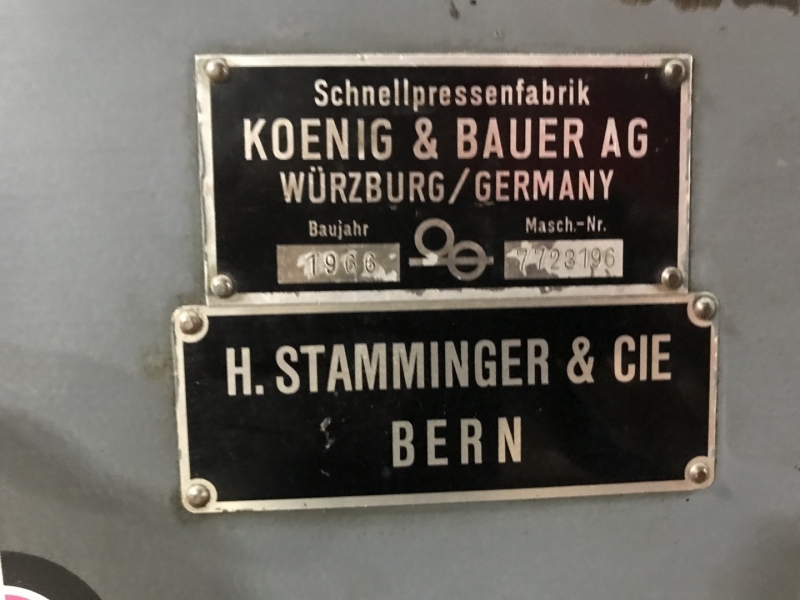 Schnellpressenfabrik
KOENIG & BAUER AG
WÜRZBURG/GERMANY
Baujahr Masch.-Nr.
1966 7723196
H. STAMMINGER & CIE
BERN